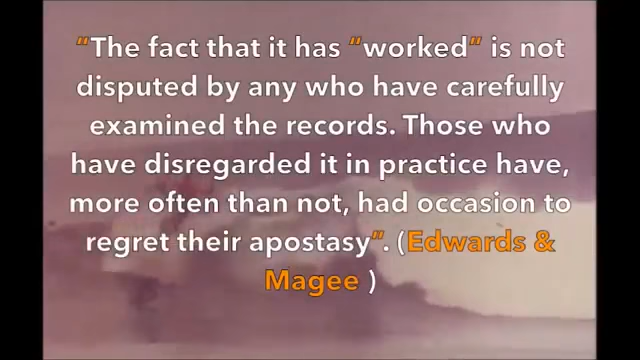 “The fact that it has “worked” is not
disputed by any who have carefully
examined the records. Those who
have disregarded it in practice have,
more often than not, had occasion to
regret their apostasy”. (Edwards &
Magee )